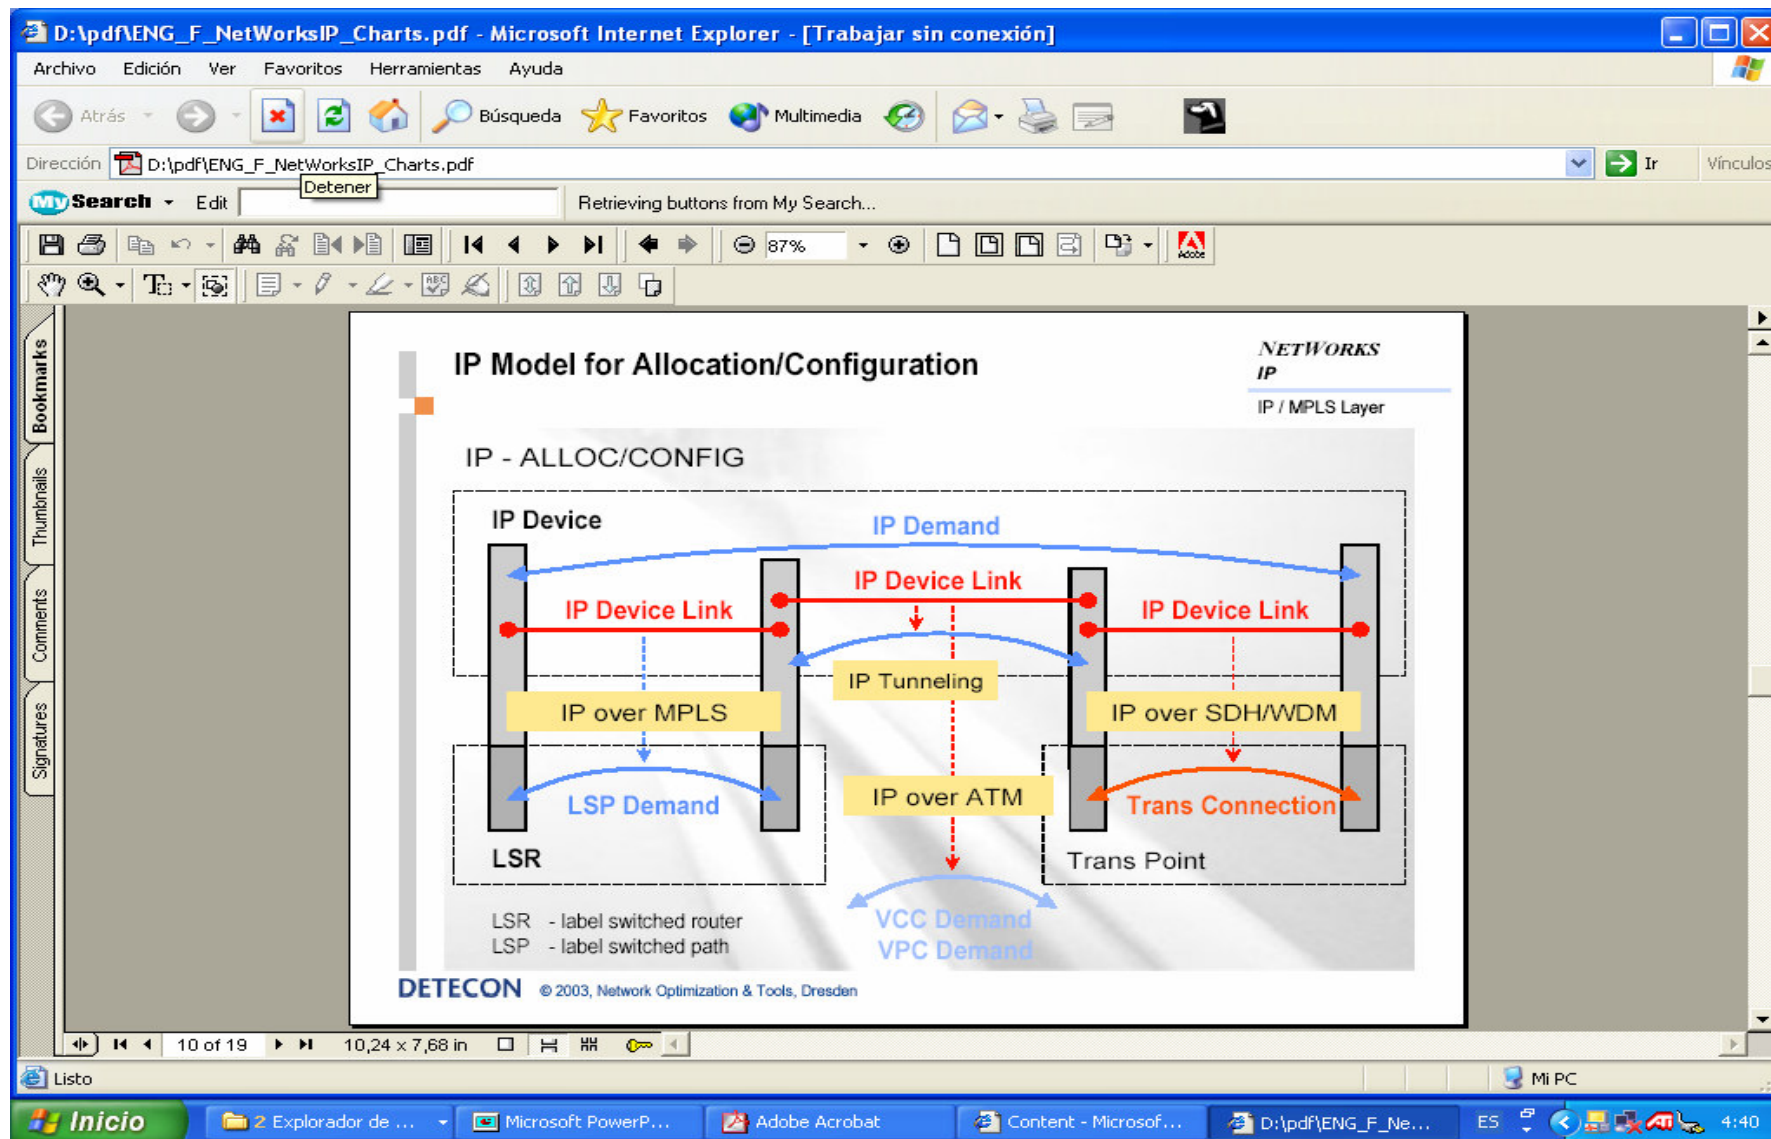 D:\pdf\ENG_F_NetWorksIP_Charts.pdf - Microsoft Internet Explorer - [Trabajar sin conexión]
Archivo Edición Ver Favoritos Herramientas Ayuda
Atrás Búsqueda Favoritos Multimedia
Dirección D:\pdf\ENG_F_NetWorksIP_Charts.pdf Ir Vínculos
Detener
My Search Edit Retrieving buttons from My Search...
87% Adobe
Bookmarks
Thumbnails
Comments
Signatures
IP Model for Allocation/Configuration
NETWORKS
IP
IP / MPLS Layer
IP - ALLOC/CONFIG
IP Device
IP Demand
IP Device Link
IP Device Link
IP Device Link
IP Tunneling
IP over MPLS
IP over SDH/WDM
IP over ATM
LSP Demand
Trans Connection
LSR
Trans Point
VCC Demand
VPC Demand
LSR - label switched router
LSP - label switched path
DETECON © 2003, Network Optimization & Tools, Dresden
10 of 19 10,24 x 7,68 in
Listo Mi PC
Inicio 2 Explorador de ... Microsoft PowerP... Adobe Acrobat Content - Microsof... D:\pdf\ENG_F_Ne... ES 4:40